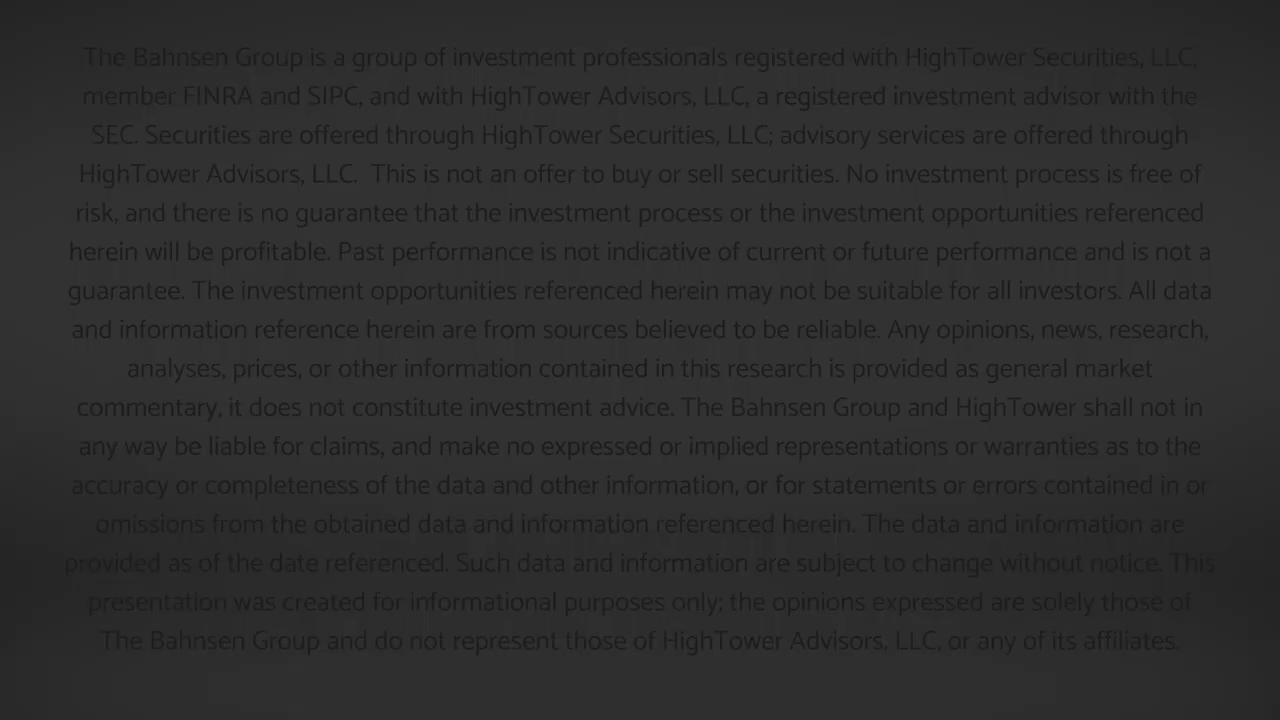 The Bahnsen Group is a group of investment professionals registered with HighTower Securities, LLC,
member FINRA and SIPC, and with HighTower Advisors, LLC, a registered investment advisor with the
SEC. Securities are offered through HighTower Securities, LLC; advisory services are offered through
HighTower Advisors, LLC.  This is not an offer to buy or sell securities. No investment process is free of
risk, and there is no guarantee that the investment process or the investment opportunities referenced
herein will be profitable. Past performance is not indicative of current or future performance and is not a
guarantee. The investment opportunities referenced herein may not be suitable for all investors. All data
and information reference herein are from sources believed to be reliable. Any opinions, news, research,
analyses, prices, or other information contained in this research is provided as general market
commentary, it does not constitute investment advice. The Bahnsen Group and HighTower shall not in
any way be liable for claims, and make no expressed or implied representations or warranties as to the
accuracy or completeness of the data and other information, or for statements or errors contained in or
omissions from the obtained data and information referenced herein. The data and information are
provided as of the date referenced. Such data and information are subject to change without notice. This
presentation was created for informational purposes only; the opinions expressed are solely those of
The Bahnsen Group and do not represent those of HighTower Advisors, LLC, or any of its affiliates.